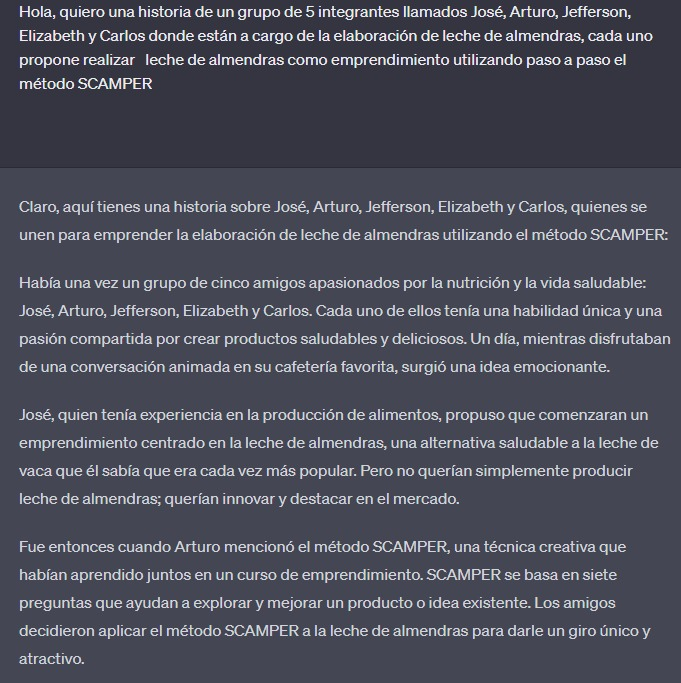 Hola, quiero una historia de un grupo de 5 integrantes llamados José, Arturo, Jefferson,
Elizabeth y Carlos donde están a cargo de la elaboración de leche de almendras, cada uno
propone realizar   leche de almendras como emprendimiento utilizando paso a paso el
método SCAMPER
Claro, aquí tienes una historia sobre José, Arturo, Jefferson, Elizabeth y Carlos, quienes se
unen para emprender la elaboración de leche de almendras utilizando el método SCAMPER:
Había una vez un grupo de cinco amigos apasionados por la nutrición y la vida saludable:
José, Arturo, Jefferson, Elizabeth y Carlos. Cada uno de ellos tenía una habilidad única y una
pasión compartida por crear productos saludables y deliciosos. Un día, mientras disfrutaban
de una conversación animada en su cafetería favorita, surgió una idea emocionante.
José, quien tenía experiencia en la producción de alimentos, propuso que comenzaran un
emprendimiento centrado en la leche de almendras, una alternativa saludable a la leche de
vaca que él sabía que era cada vez más popular. Pero no querían simplemente producir
leche de almendras; querían innovar y destacar en el mercado.
Fue entonces cuando Arturo mencionó el método SCAMPER, una técnica creativa que
habían aprendido juntos en un curso de emprendimiento. SCAMPER se basa en siete
preguntas que ayudan a explorar y mejorar un producto o idea existente. Los amigos
decidieron aplicar el método SCAMPER a la leche de almendras para darle un giro único y
atractivo.